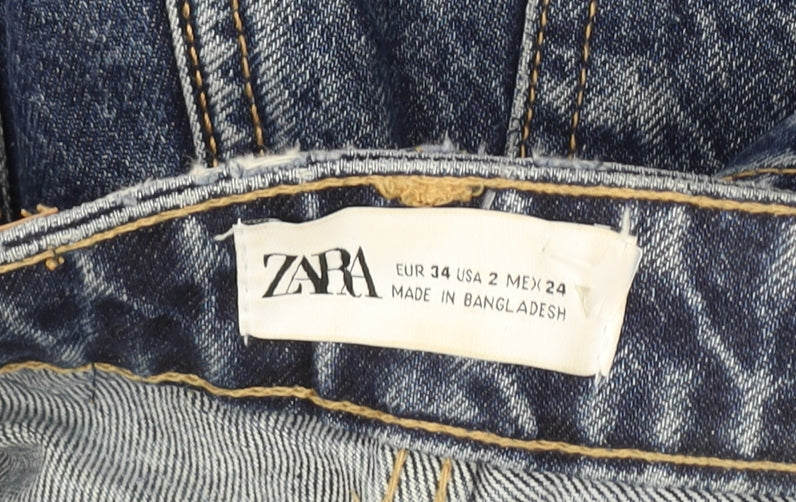 ZARA
EUR 34 USA 2 MEX 24
MADE IN BANGLADESH